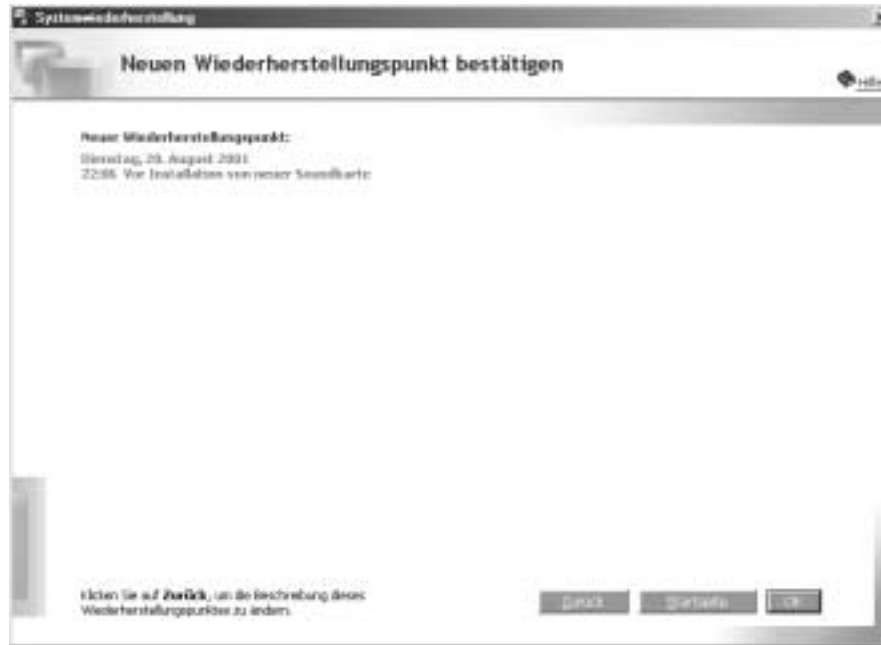 Systemwiederherstellung
Neuen Wiederherstellungspunkt bestätigen
Hilfe
Neuer Wiederherstellungspunkt:
Dienstag, 28. August 2001
22:06 Vor Installation von neuer Soundkarte
Klicken Sie auf Zurück, um die Beschreibung dieses
Wiederherstellungspunktes zu ändern.
Zurück Startseite OK